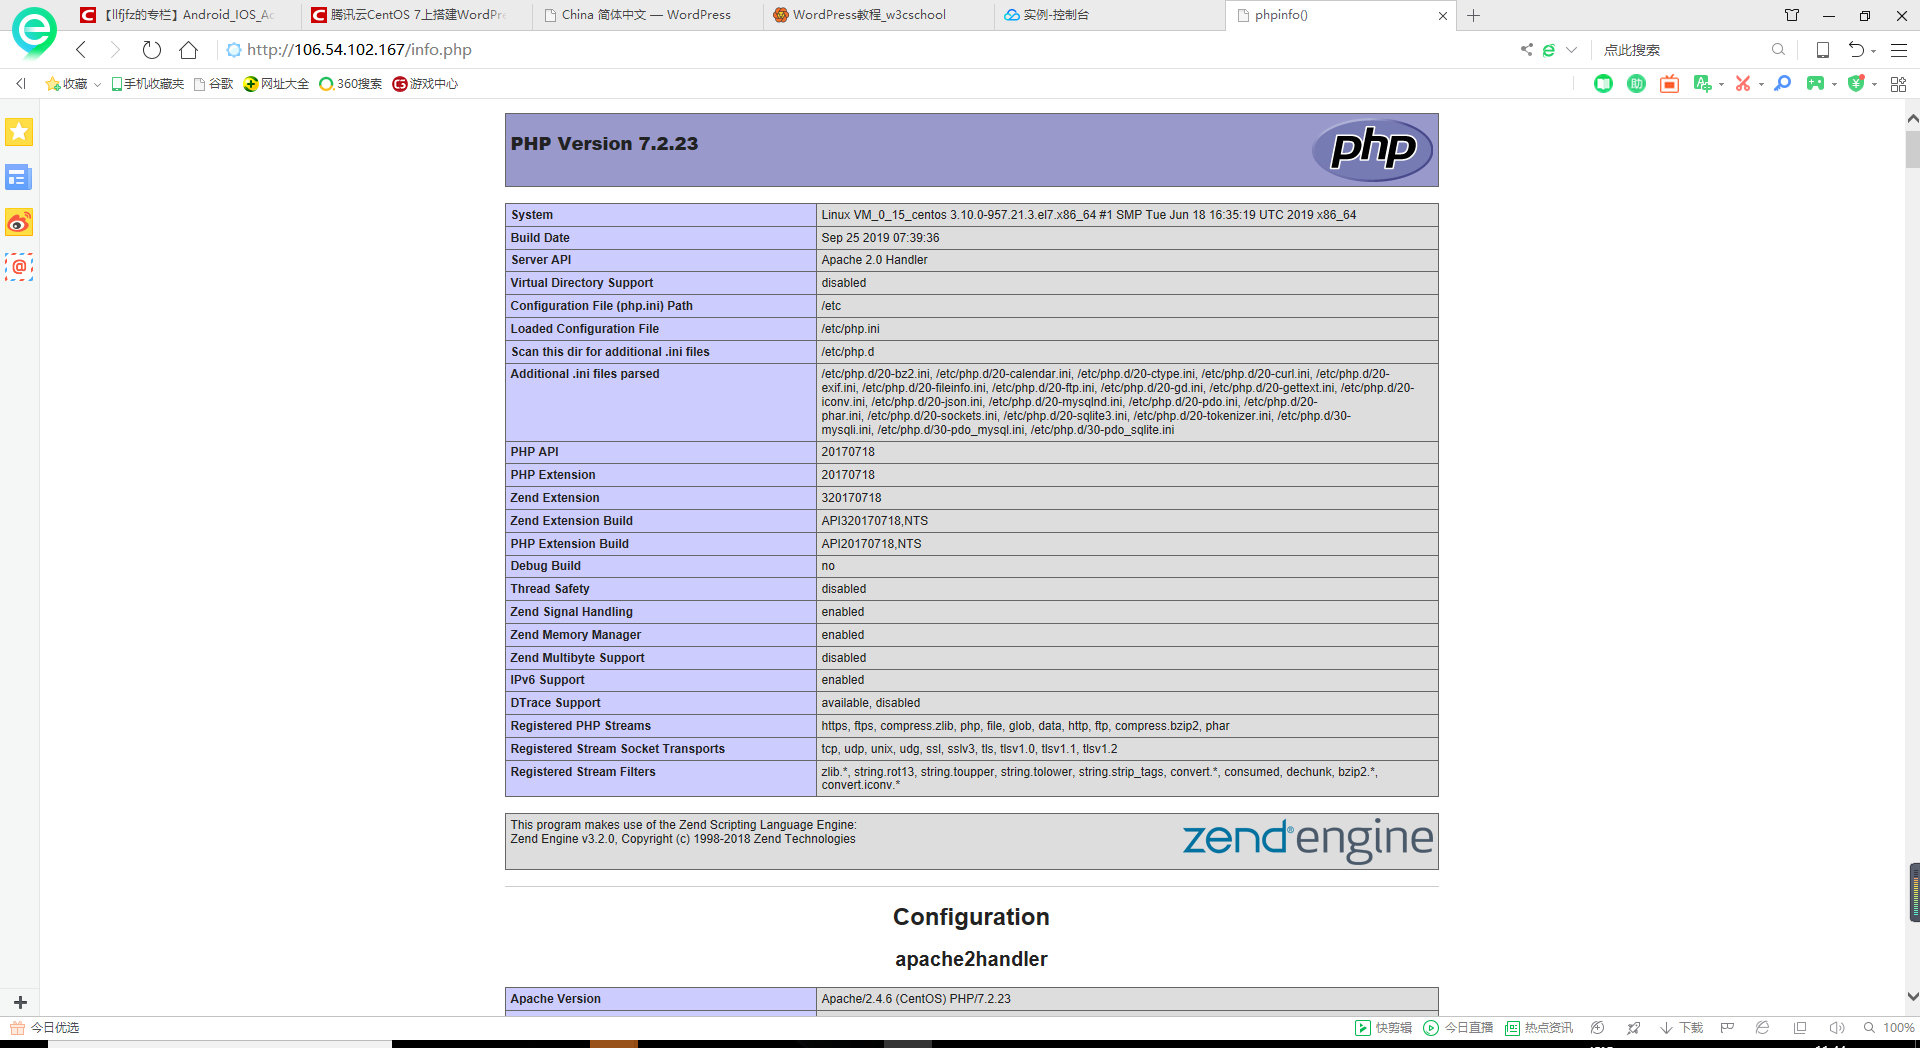 【llfjfz的专栏】Android_IOS_Ac
腾讯云CentOS 7上搭建WordPre
China 简体中文 — WordPress
WordPress教程_w3cschool
实例-控制台
phpinfo()
http://106.54.102.167/info.php
点此搜索
收藏
手机收藏夹
谷歌
网址大全
360搜索
游戏中心
PHP Version 7.2.23
php
System Linux VM_0_15_centos 3.10.0-957.21.3.el7.x86_64 #1 SMP Tue Jun 18 16:35:19 UTC 2019 x86_64
Build Date Sep 25 2019 07:39:36
Server API Apache 2.0 Handler
Virtual Directory Support disabled
Configuration File (php.ini) Path /etc
Loaded Configuration File /etc/php.ini
Scan this dir for additional .ini files /etc/php.d
Additional .ini files parsed /etc/php.d/20-bz2.ini, /etc/php.d/20-calendar.ini, /etc/php.d/20-ctype.ini, /etc/php.d/20-curl.ini, /etc/php.d/20-
exif.ini, /etc/php.d/20-fileinfo.ini, /etc/php.d/20-ftp.ini, /etc/php.d/20-gd.ini, /etc/php.d/20-gettext.ini, /etc/php.d/20-
iconv.ini, /etc/php.d/20-json.ini, /etc/php.d/20-mysqlnd.ini, /etc/php.d/20-pdo.ini, /etc/php.d/20-
phar.ini, /etc/php.d/20-sockets.ini, /etc/php.d/20-sqlite3.ini, /etc/php.d/20-tokenizer.ini, /etc/php.d/30-
mysqli.ini, /etc/php.d/30-pdo_mysql.ini, /etc/php.d/30-pdo_sqlite.ini
PHP API 20170718
PHP Extension 20170718
Zend Extension 320170718
Zend Extension Build API320170718,NTS
PHP Extension Build API20170718,NTS
Debug Build no
Thread Safety disabled
Zend Signal Handling enabled
Zend Memory Manager enabled
Zend Multibyte Support disabled
IPv6 Support enabled
DTrace Support available, disabled
Registered PHP Streams https, ftps, compress.zlib, php, file, glob, data, http, ftp, compress.bzip2, phar
Registered Stream Socket Transports tcp, udp, unix, udg, ssl, sslv3, tls, tlsv1.0, tlsv1.1, tlsv1.2
Registered Stream Filters zlib.*, string.rot13, string.toupper, string.tolower, string.strip_tags, convert.*, consumed, dechunk, bzip2.*,
convert.iconv.*
This program makes use of the Zend Scripting Language Engine:
Zend Engine v3.2.0, Copyright (c) 1998-2018 Zend Technologies
zend® engine
Configuration
apache2handler
Apache Version Apache/2.4.6 (CentOS) PHP/7.2.23
今日优选
快剪辑
今日直播
热点资讯
下载
100%